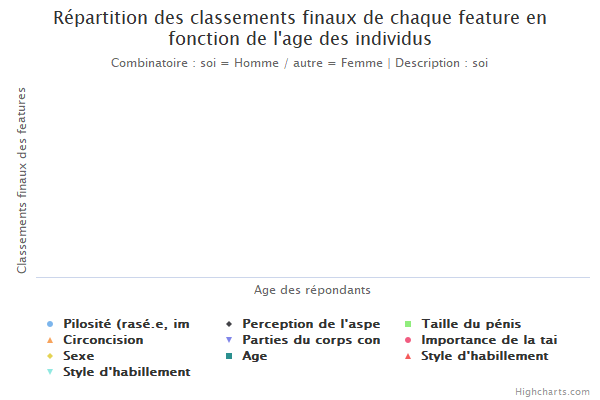 Répartition des classements finaux de chaque feature en
fonction de l'age des individus
Combinatoire : soi = Homme / autre = Femme | Description : soi
Classements finaux des features
Age des répondants
Pilosité (rasé.e, im
Perception de l'aspe
Taille du pénis
Circoncision
Parties du corps con
Importance de la tai
Sexe
Age
Style d'habillement
Style d'habillement
Highcharts.com